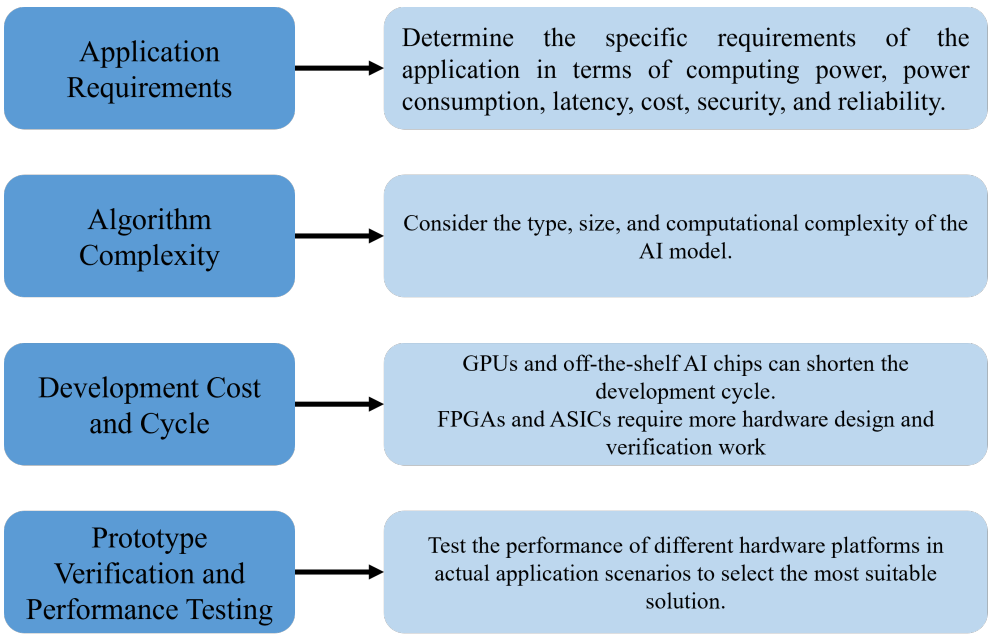 Application
Requirements
Determine the specific requirements of the
application in terms of computing power, power
consumption, latency, cost, security, and reliability.
Algorithm
Complexity
Consider the type, size, and computational complexity of the
AI model.
Development Cost
and Cycle
GPUs and off-the-shelf AI chips can shorten the
development cycle.
FPGAs and ASICs require more hardware design and
verification work
Prototype
Verification and
Performance Testing
Test the performance of different hardware platforms in
actual application scenarios to select the most suitable
solution.